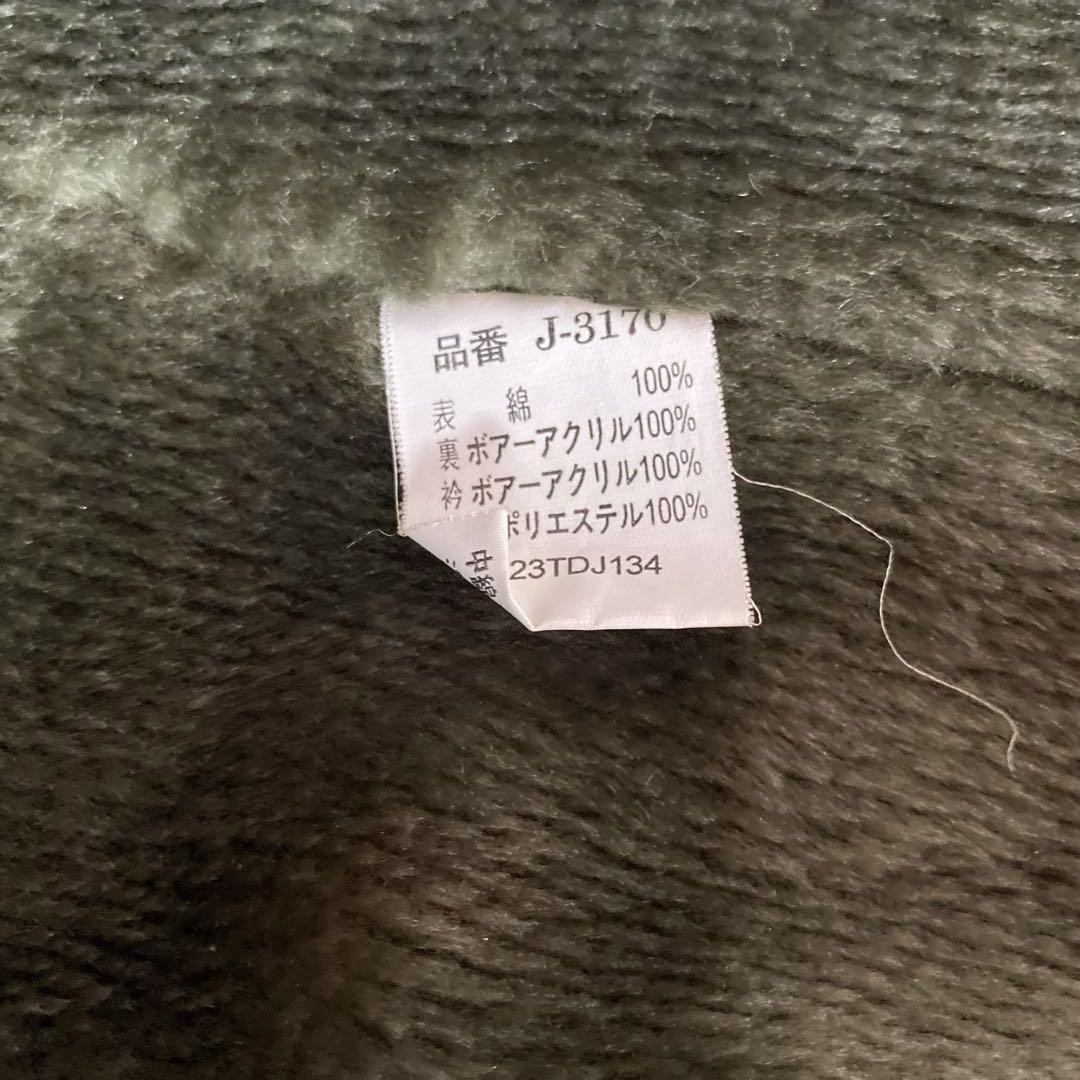 品番 J-3170
表 綿 100%
裏 ボアーアクリル100%
衿 ボアーアクリル100%
ポリエステル100%
23TDJ134